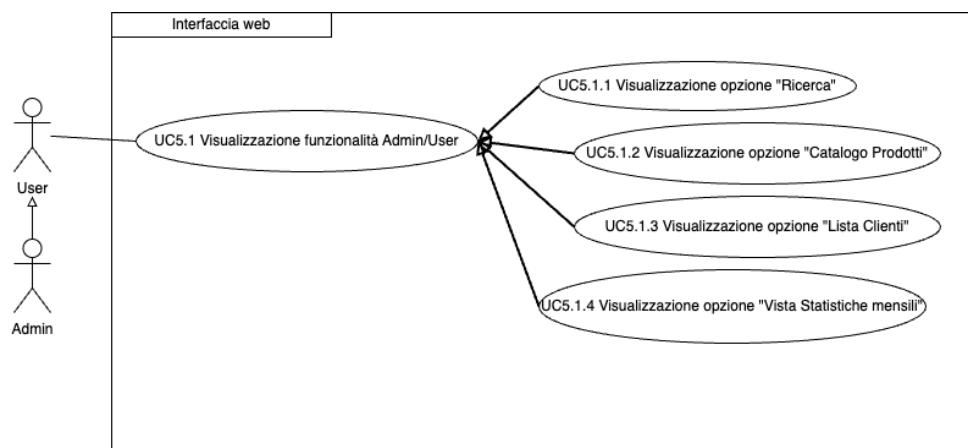 Interfaccia web
UC5.1.1 Visualizzazione opzione "Ricerca"
UC5.1 Visualizzazione funzionalità Admin/User
UC5.1.2 Visualizzazione opzione "Catalogo Prodotti"
User
UC5.1.3 Visualizzazione opzione "Lista Clienti"
UC5.1.4 Visualizzazione opzione "Vista Statistiche mensili"
Admin